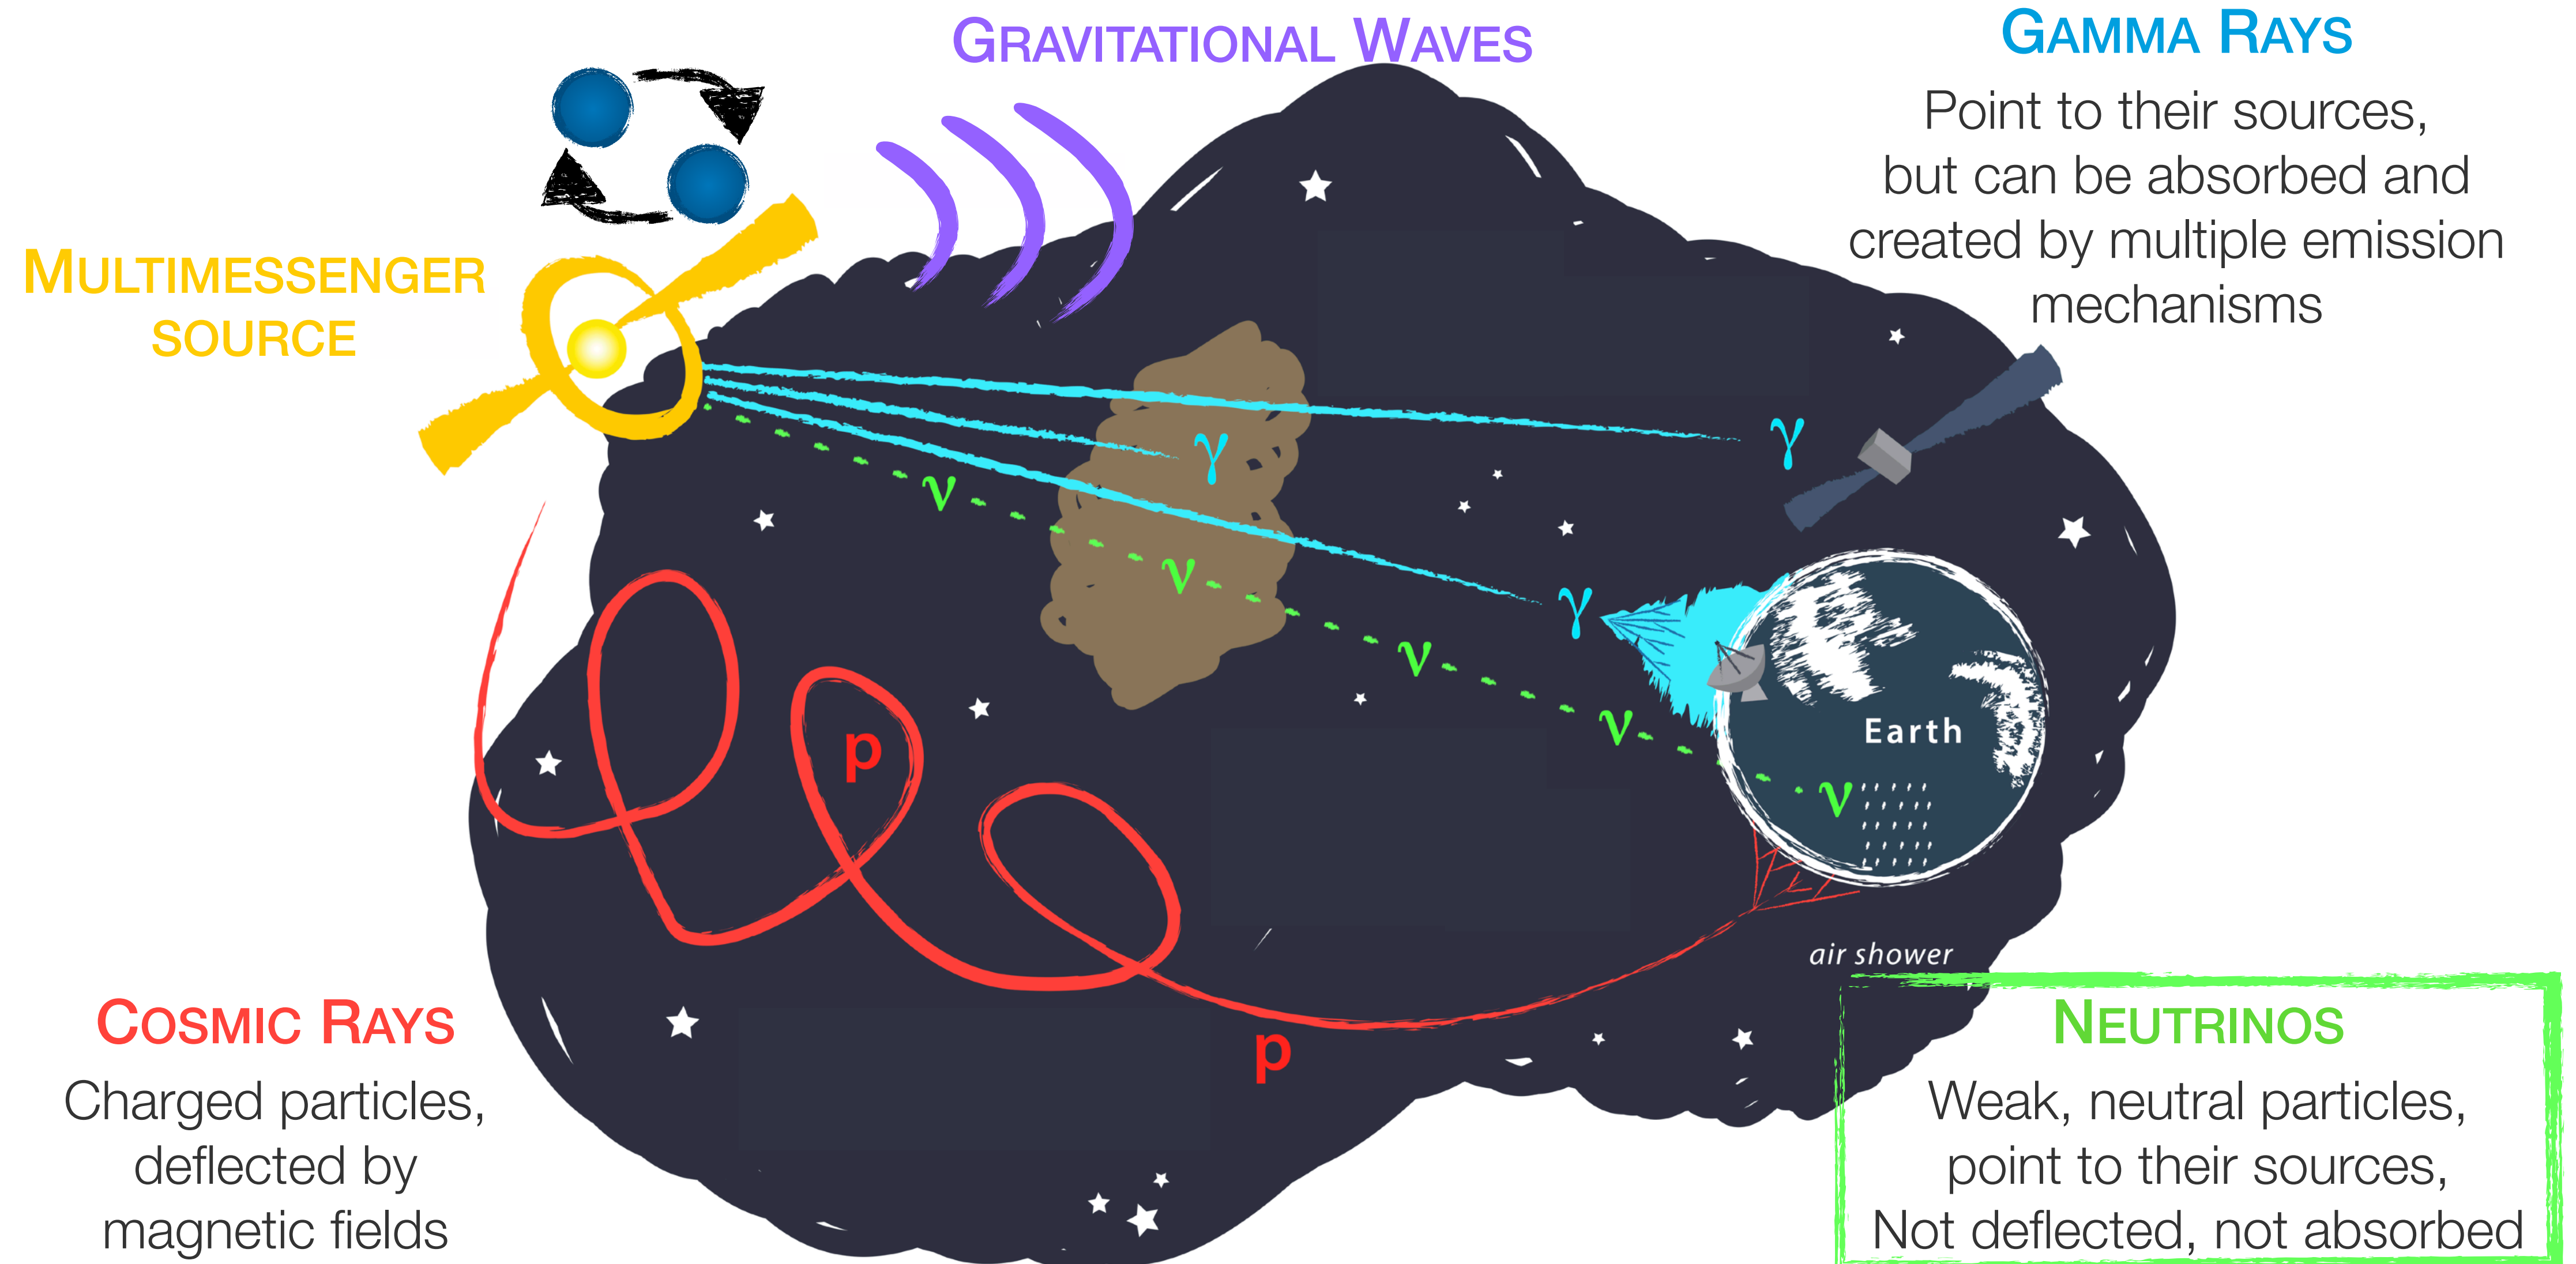 GRAVITATIONAL WAVES
GAMMA RAYS
Point to their sources,
but can be absorbed and
created by multiple emission
mechanisms
MULTIMESSENGER
SOURCE
γ
γ
ν
ν
γ
ν
ν
Earth
p
ν
air shower
p
COSMIC RAYS
Charged particles,
deflected by
magnetic fields
NEUTRINOS
Weak, neutral particles,
point to their sources,
Not deflected, not absorbed